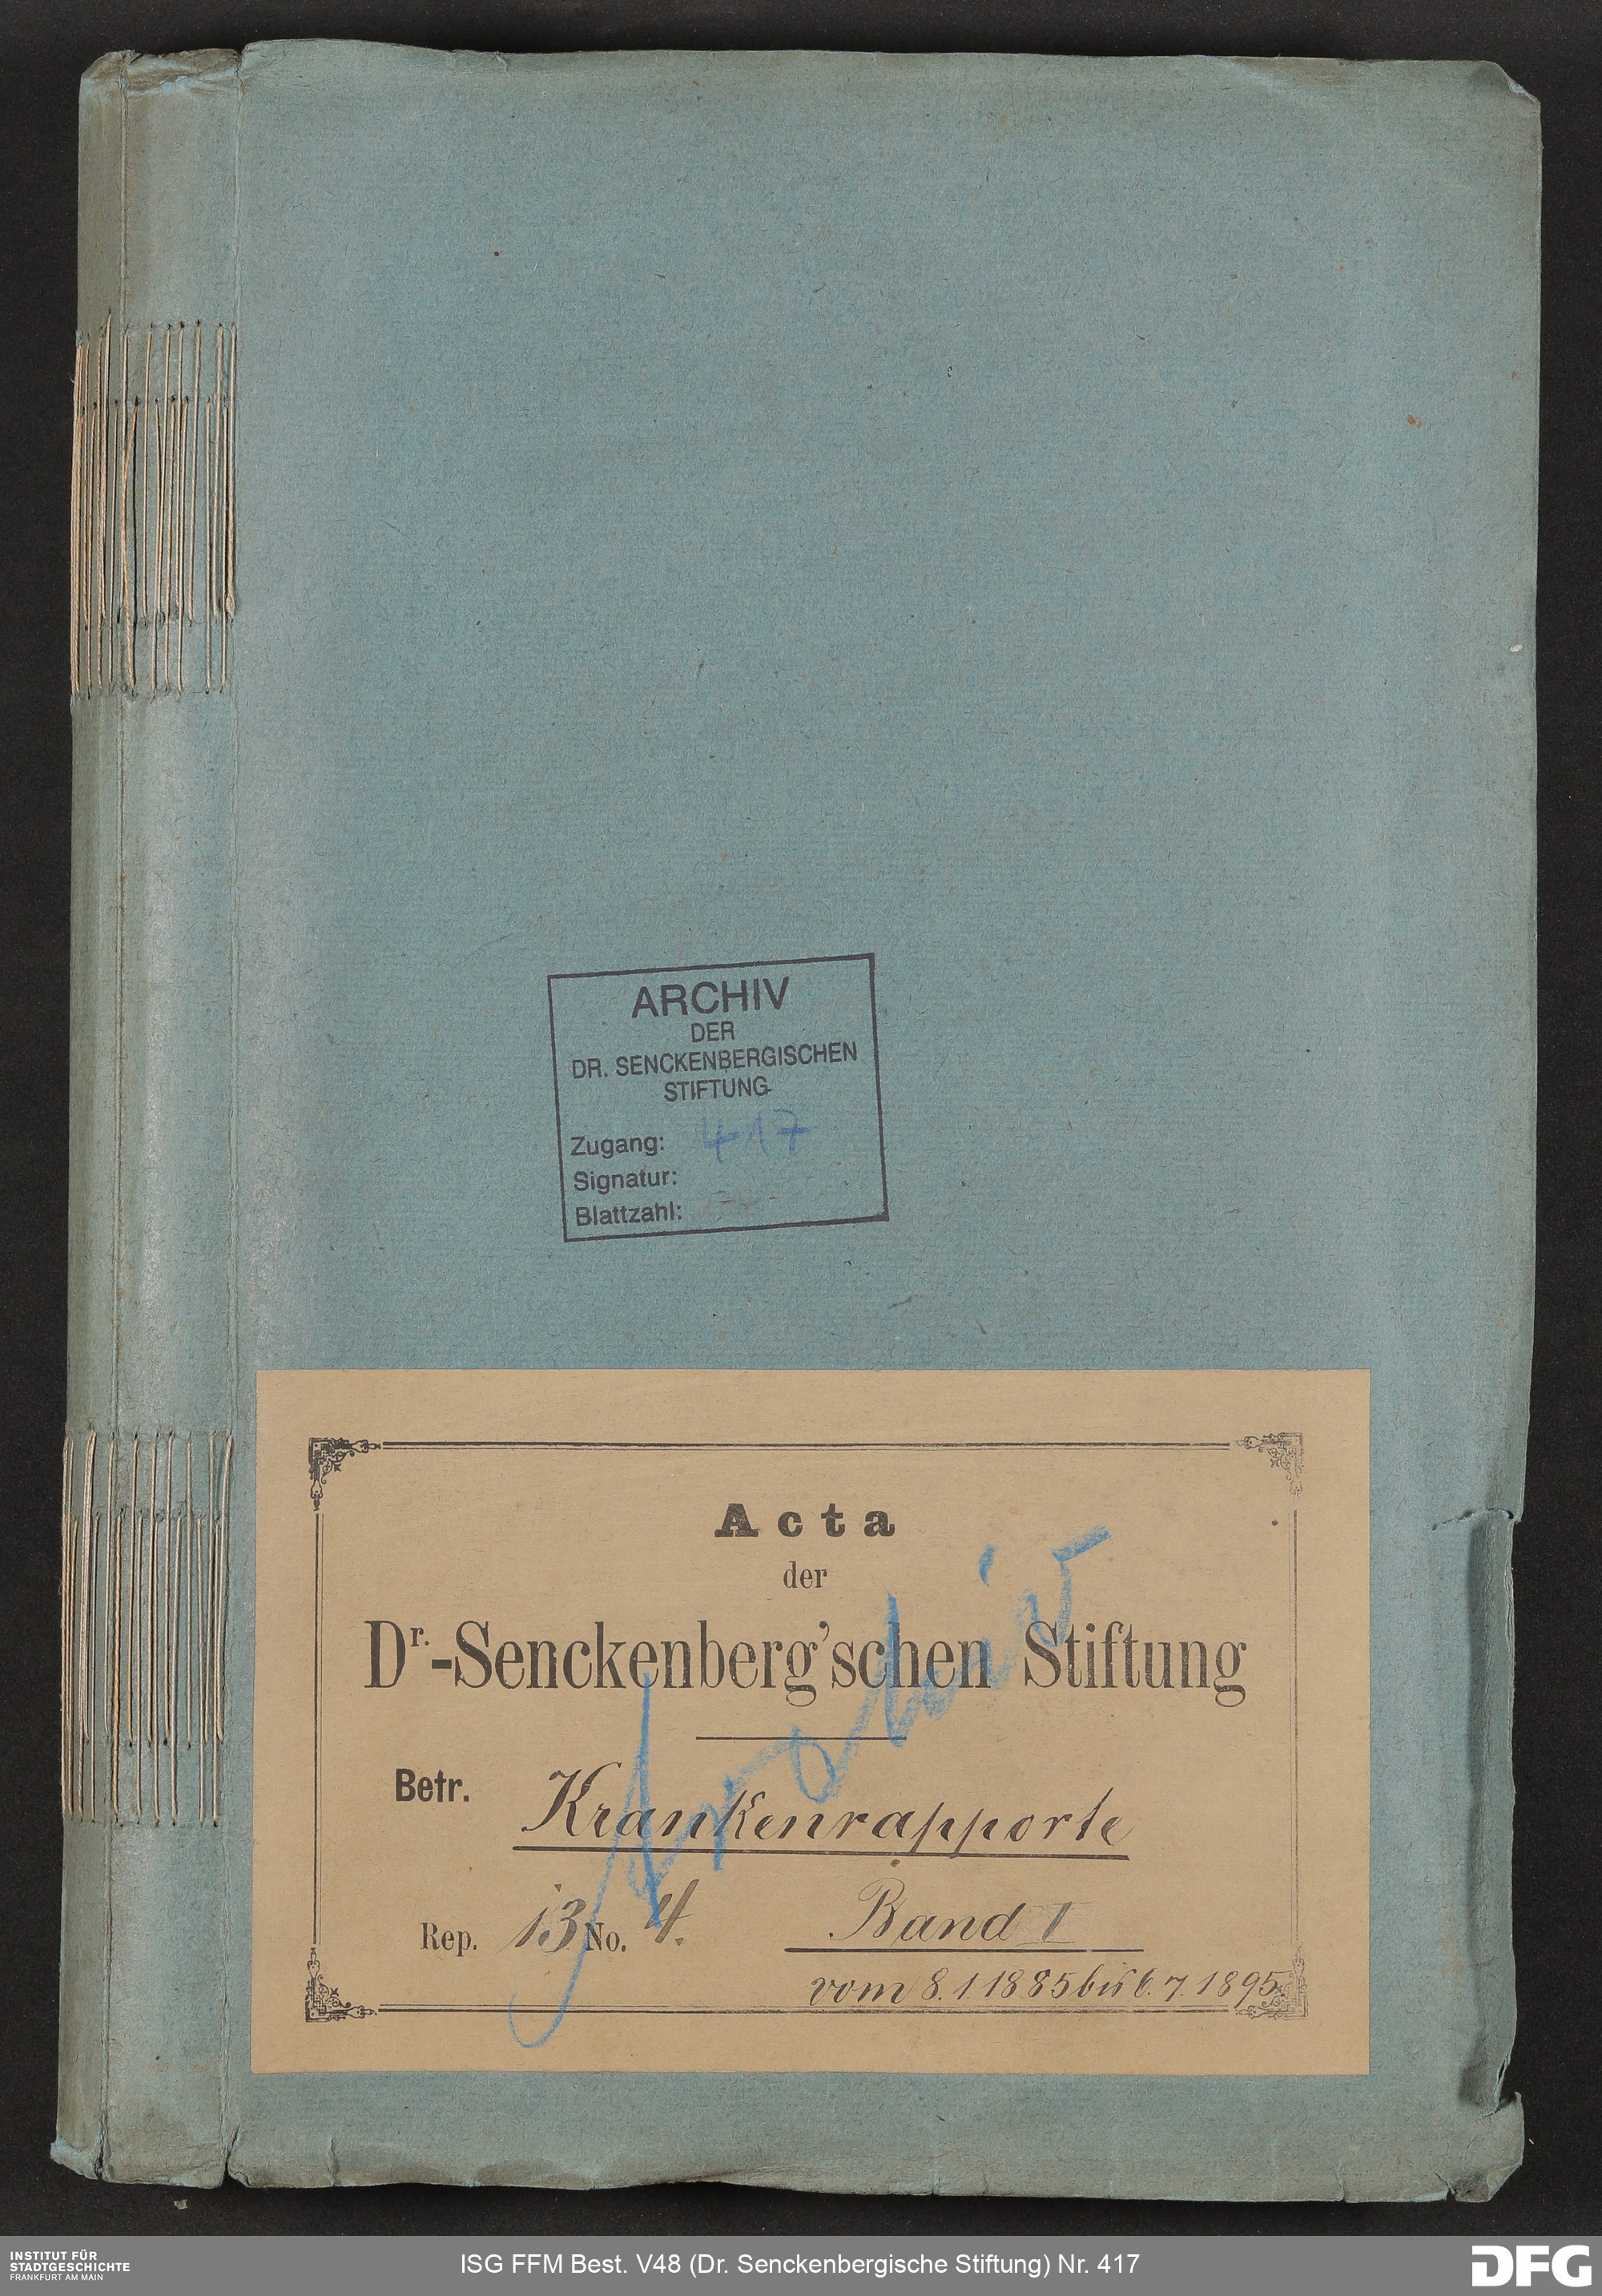 ARCHIV
DER
DR. SENCKENBERGISCHEN
STIFTUNG
Zugang: 417
Signatur:
Blattzahl:
Acta
der
Dr.-Senckenberg'schen Stiftung
Archiv
Betr. Krankenrapporte
Rep. 13 No. 4.
Band I
vom 8.1.1885 bis 6.7.1895
INSTITUT FÜR
STADTGESCHICHTE
FRANKFURT AM MAIN
ISG FFM Best. V48 (Dr. Senckenbergische Stiftung) Nr. 417
DFG